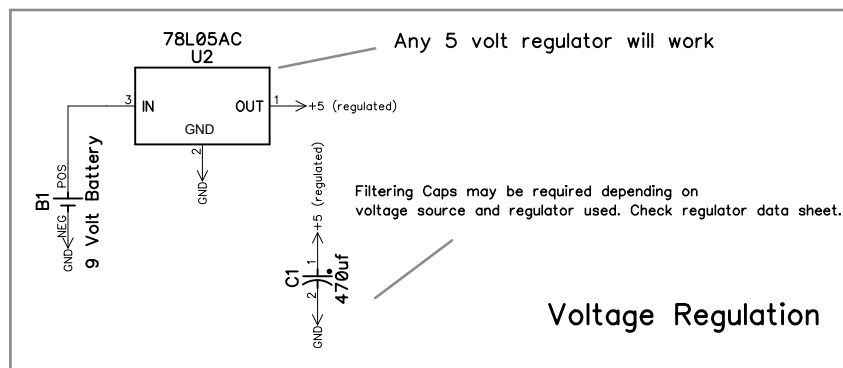 78L05AC
U2
Any 5 volt regulator will work
3
IN
OUT
1
+5 (regulated)
GND
2
GND
B1
POS
NEG
GND
9 Volt Battery
+5 (regulated)
Filtering Caps may be required depending on
voltage source and regulator used. Check regulator data sheet.
C1
1
2
470uf
GND
Voltage Regulation